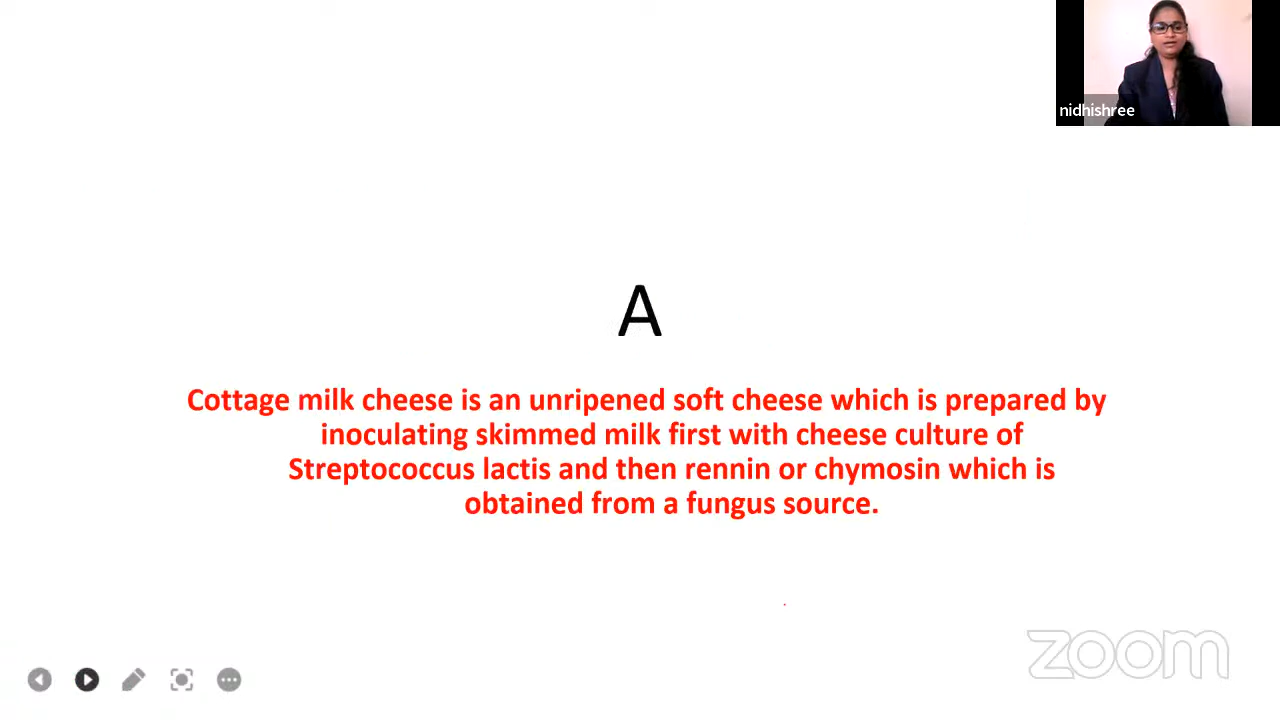 nidhishree
A
Cottage milk cheese is an unripened soft cheese which is prepared by
inoculating skimmed milk first with cheese culture of
Streptococcus lactis and then rennin or chymosin which is
obtained from a fungus source.
zoom